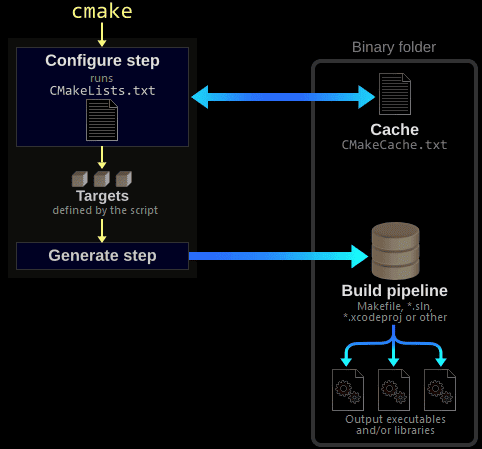 cmake
Configure step
runs
CMakeLists.txt
Targets
defined by the script
Generate step
Binary folder
Cache
CMakeCache.txt
Build pipeline
Makefile, *.sln,
*.xcodeproj or other
Output executables
and/or libraries